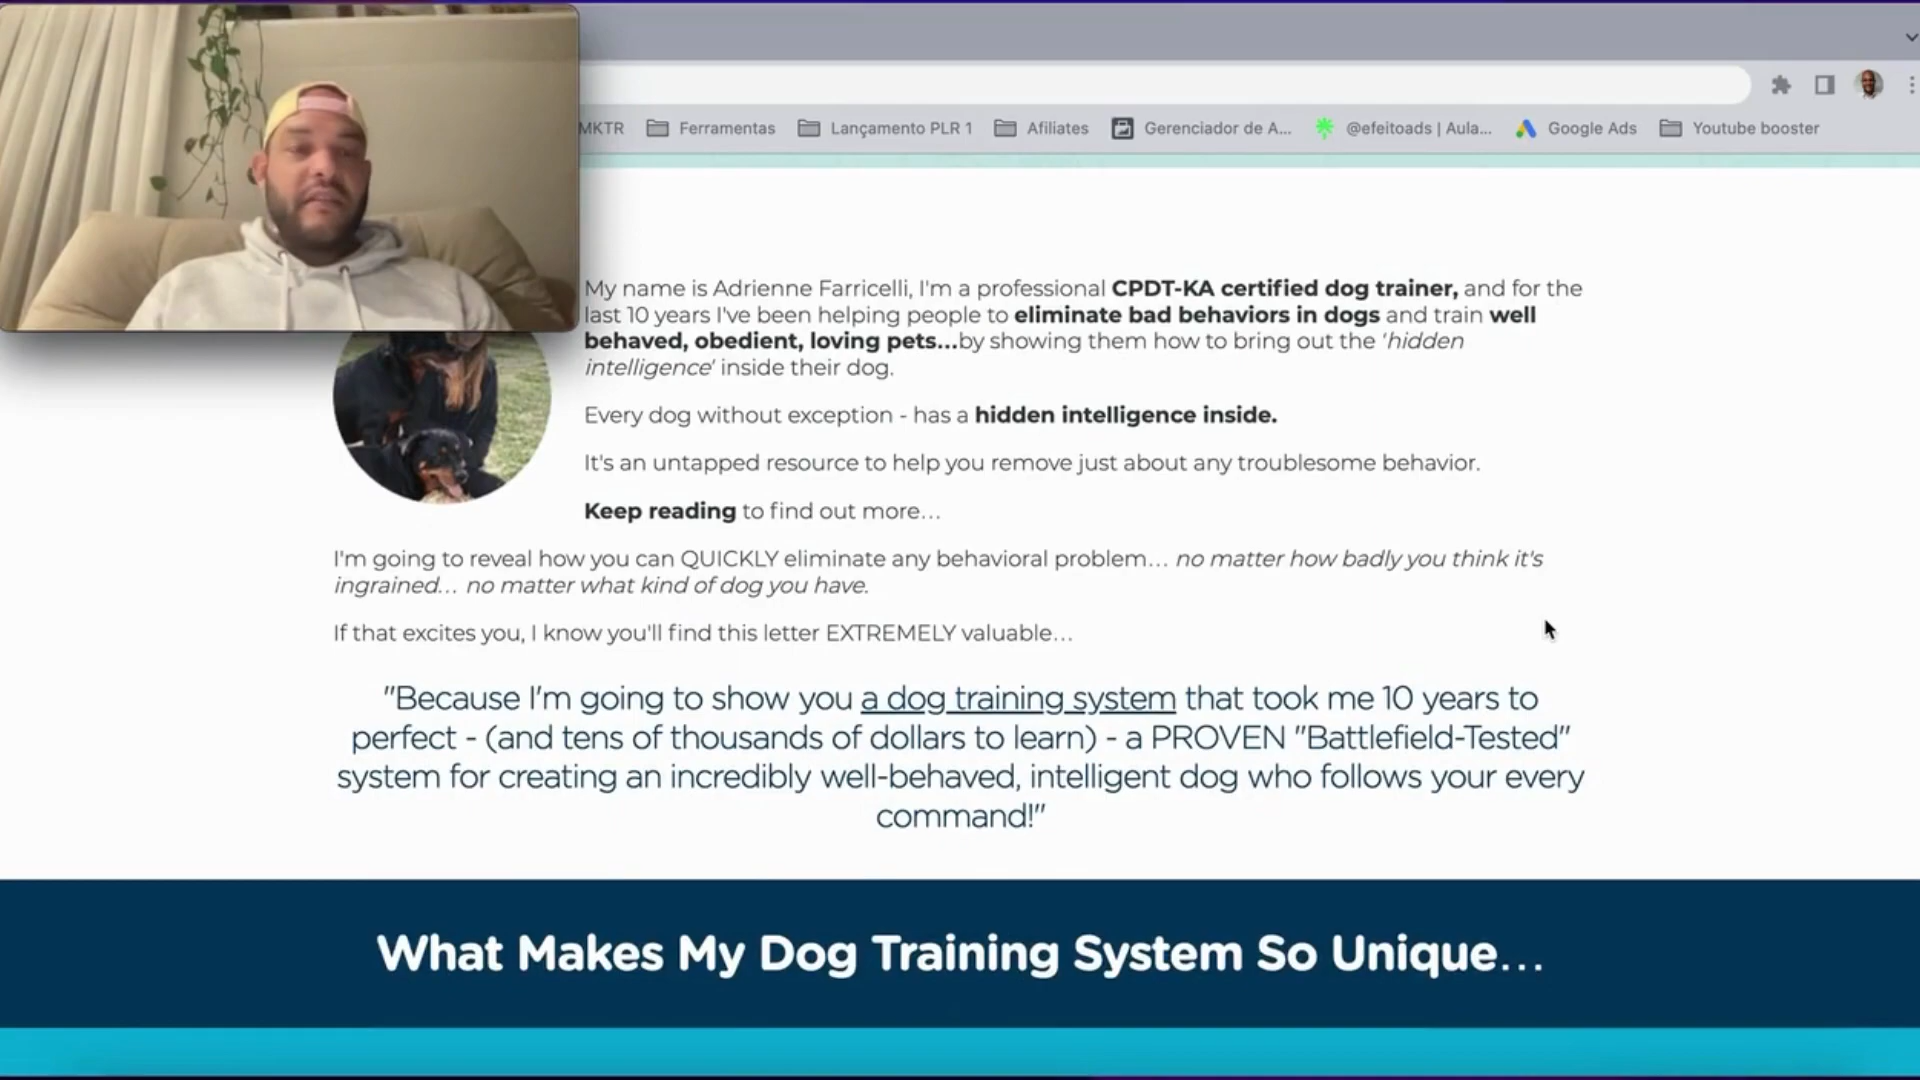 MKTR
Ferramentas
Lançamento PLR 1
Afiliates
Gerenciador de A...
@efeitoads | Aula...
Google Ads
Youtube booster
My name is Adrienne Farricelli, I'm a professional CPDT-KA certified dog trainer, and for the
last 10 years I've been helping people to eliminate bad behaviors in dogs and train well
behaved, obedient, loving pets...by showing them how to bring out the 'hidden
intelligence' inside their dog.
Every dog without exception - has a hidden intelligence inside.
It's an untapped resource to help you remove just about any troublesome behavior.
Keep reading to find out more...
I'm going to reveal how you can QUICKLY eliminate any behavioral problem... no matter how badly you think it's
ingrained... no matter what kind of dog you have.
If that excites you, I know you'll find this letter EXTREMELY valuable...
"Because I'm going to show you a dog training system that took me 10 years to
perfect - (and tens of thousands of dollars to learn) - a PROVEN "Battlefield-Tested"
system for creating an incredibly well-behaved, intelligent dog who follows your every
command!"
What Makes My Dog Training System So Unique...